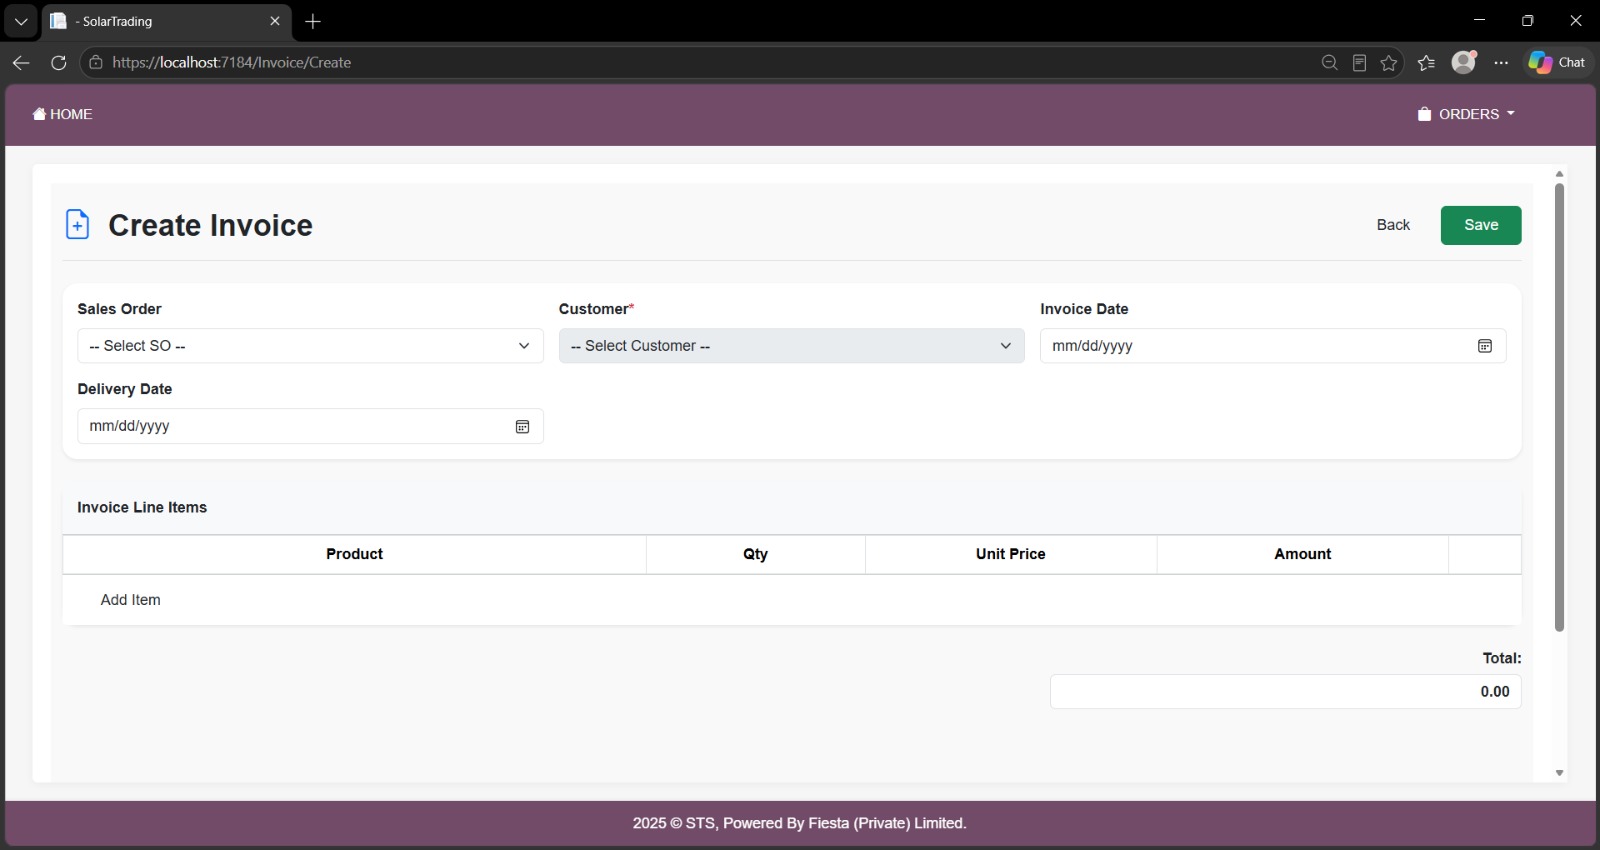 - SolarTrading
https://localhost:7184/Invoice/Create
Chat
HOME
ORDERS
Create Invoice
Back
Save
Sales Order
Customer*
Invoice Date
-- Select SO --
-- Select Customer --
mm/dd/yyyy
Delivery Date
mm/dd/yyyy
Invoice Line Items
Product
Qty
Unit Price
Amount
Add Item
Total:
0.00
2025 © STS, Powered By Fiesta (Private) Limited.